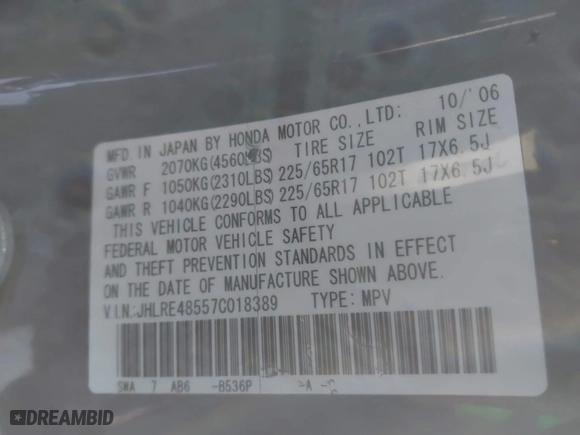 MFD. IN JAPAN BY HONDA MOTOR CO.,LTD: 10/'06
GVWR 2070KG(4560LBS) TIRE SIZE RIM SIZE
GAWR F 1050KG(2310LBS) 225/65R17 102T 17X6.5J
GAWR R 1040KG(2290LBS) 225/65R17 102T 17X6.5J
THIS VEHICLE CONFORMS TO ALL APPLICABLE
FEDERAL MOTOR VEHICLE SAFETY
AND THEFT PREVENTION STANDARDS IN EFFECT
ON THE DATE OF MANUFACTURE SHOWN ABOVE.
V.I.N.:JHLRE48557C018389 TYPE: MPV
SWA 7 AB6 -B536P A
DREAMBID